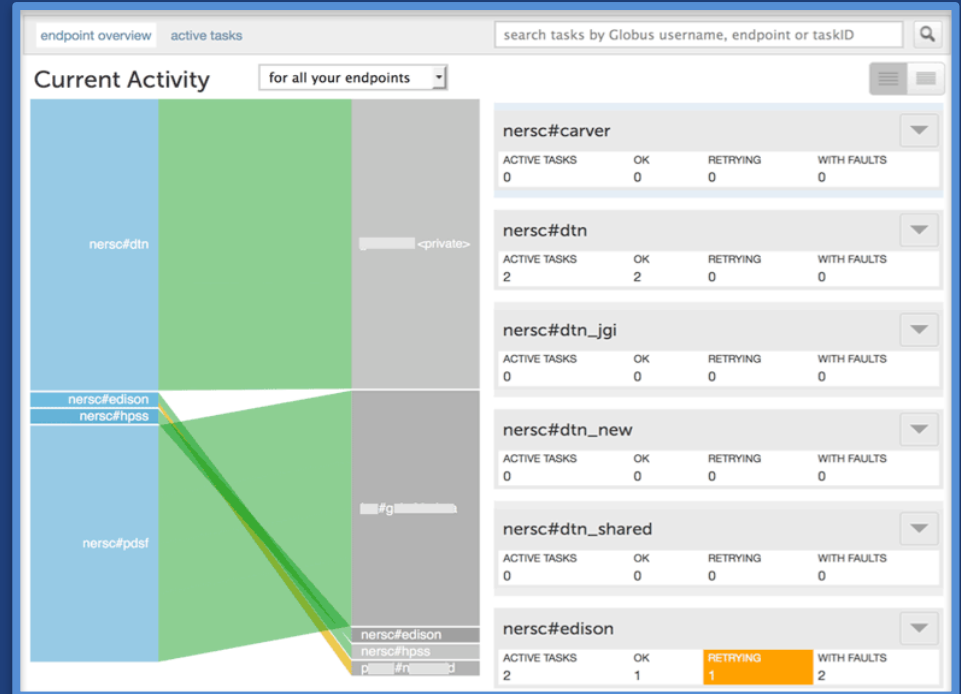 endpoint overview active tasks
search tasks by Globus username, endpoint or taskID
Current Activity
for all your endpoints
nersc#dtn
<private>
nersc#edison
nersc#hpss
nersc#pdsf
nersc#edison
nersc#hpss
nersc#carver
ACTIVE TASKS OK RETRYING WITH FAULTS
0 0 0 0
nersc#dtn
ACTIVE TASKS OK RETRYING WITH FAULTS
2 2 0 0
nersc#dtn_jgi
ACTIVE TASKS OK RETRYING WITH FAULTS
0 0 0 0
nersc#dtn_new
ACTIVE TASKS OK RETRYING WITH FAULTS
0 0 0 0
nersc#dtn_shared
ACTIVE TASKS OK RETRYING WITH FAULTS
0 0 0 0
nersc#edison
ACTIVE TASKS OK RETRYING WITH FAULTS
2 1 1 2